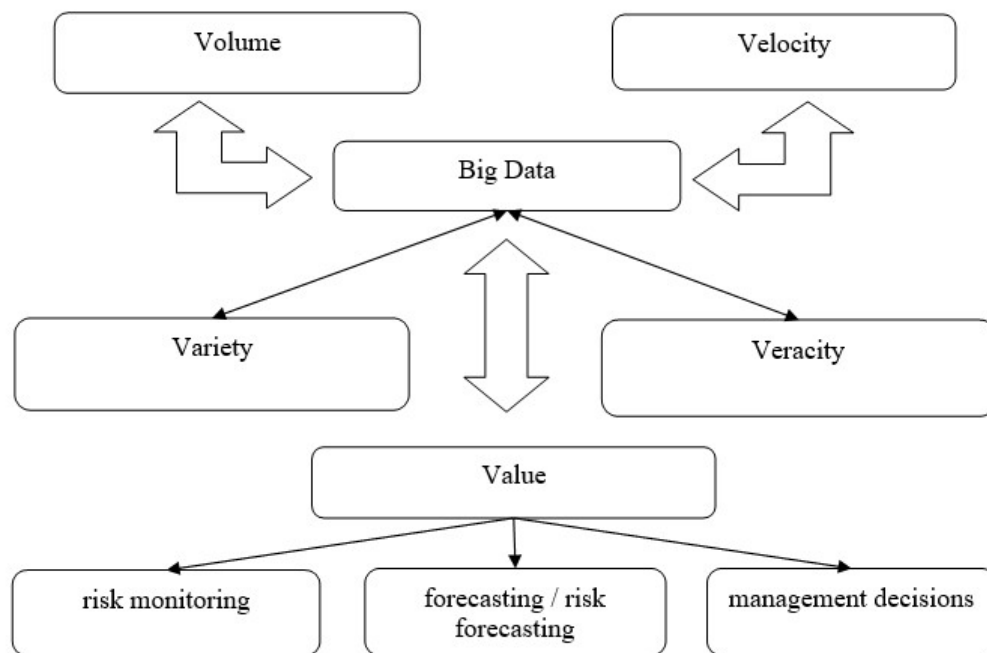 Volume
Velocity
Big Data
Variety
Veracity
Value
risk monitoring
forecasting / risk
forecasting
management decisions